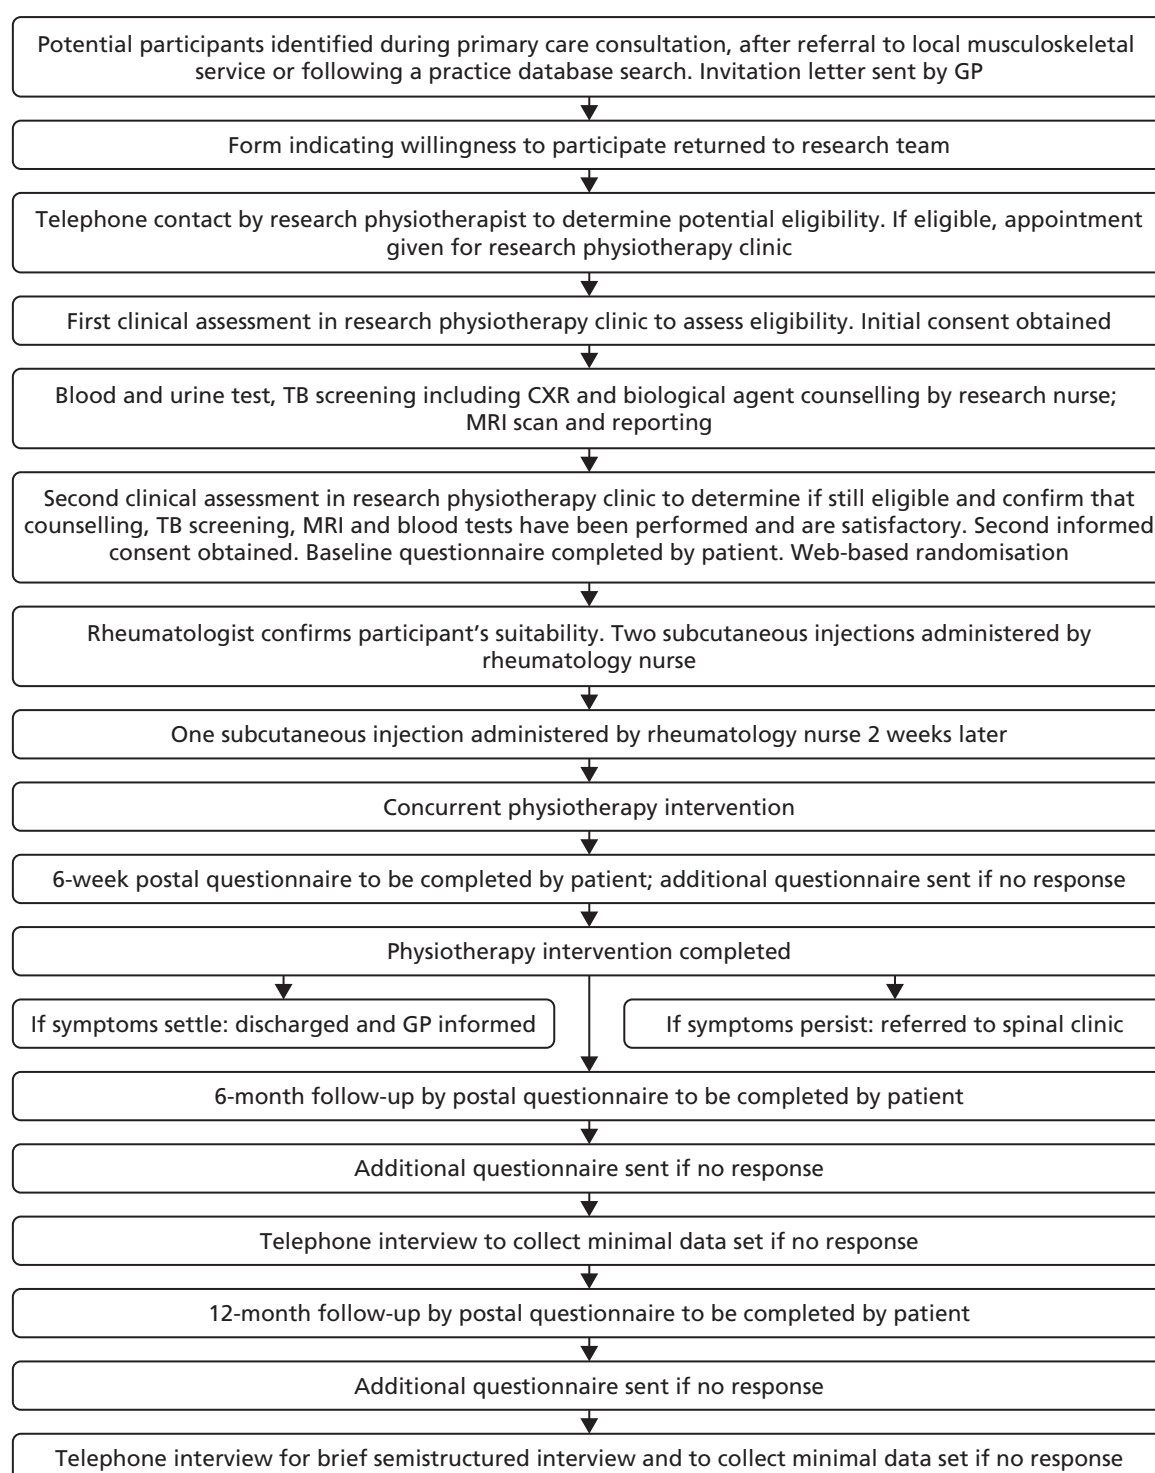 Potential participants identified during primary care consultation, after referral to local musculoskeletal
service or following a practice database search. Invitation letter sent by GP
Form indicating willingness to participate returned to research team
Telephone contact by research physiotherapist to determine potential eligibility. If eligible, appointment
given for research physiotherapy clinic
First clinical assessment in research physiotherapy clinic to assess eligibility. Initial consent obtained
Blood and urine test, TB screening including CXR and biological agent counselling by research nurse;
MRI scan and reporting
Second clinical assessment in research physiotherapy clinic to determine if still eligible and confirm that
counselling, TB screening, MRI and blood tests have been performed and are satisfactory. Second informed
consent obtained. Baseline questionnaire completed by patient. Web-based randomisation
Rheumatologist confirms participant's suitability. Two subcutaneous injections administered by
rheumatology nurse
One subcutaneous injection administered by rheumatology nurse 2 weeks later
Concurrent physiotherapy intervention
6-week postal questionnaire to be completed by patient; additional questionnaire sent if no response
Physiotherapy intervention completed
If symptoms settle: discharged and GP informed
If symptoms persist: referred to spinal clinic
6-month follow-up by postal questionnaire to be completed by patient
Additional questionnaire sent if no response
Telephone interview to collect minimal data set if no response
12-month follow-up by postal questionnaire to be completed by patient
Additional questionnaire sent if no response
Telephone interview for brief semistructured interview and to collect minimal data set if no response